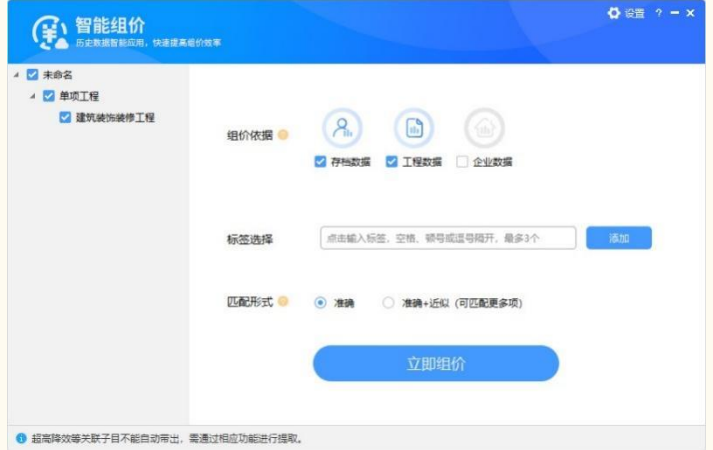 智能组价
历史数据智能应用，快速提高组价效率
设置 ?
未命名
单项工程
建筑装饰装修工程
组价依据
存档数据 工程数据 企业数据
标签选择 点击输入标签，空格、顿号或逗号隔开，最多3个 添加
匹配形式 准确 准确+近似（可匹配更多项）
立即组价
超高降效等关联子目不能自动带出，需通过相应功能进行提取。